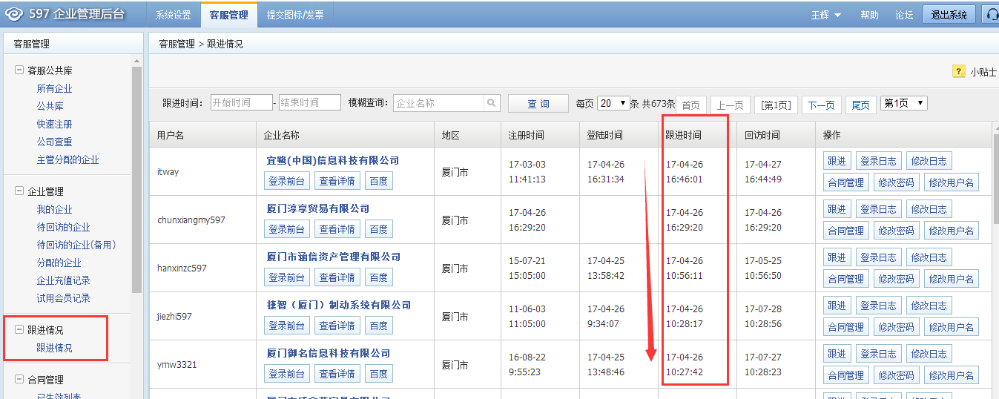 597 企业管理后台 系统设置 客服管理 提交图标/发票 王辉 帮助 论坛 退出系统
客服管理
客服公共库
所有企业
公共库
快速注册
公司查重
主管分配的企业
企业管理
我的企业
待回访的企业
待回访的企业(备用)
分配的企业
企业充值记录
试用会员记录
跟进情况
跟进情况
合同管理
已生效列表
客服管理 > 跟进情况
? 小贴士
跟进时间: 开始时间 - 结束时间 模糊查询: 企业名称 查 询 每页 20 条 共673条 首页 上一页 [第1页] 下一页 尾页 第1页
用户名 企业名称 地区 注册时间 登陆时间 跟进时间 回访时间 操作
itway 厦门市
宜骉(中国)信息科技有限公司
登录前台 查看详情 百度
17-03-03 17-04-26 17-04-26 17-04-27
11:41:13 16:31:34 16:46:01 16:44:49
跟进 登录日志 修改日志
合同管理 修改密码 修改用户名
chunxiangmy597 厦门市
厦门淳享贸易有限公司
登录前台 查看详情 百度
17-04-26 17-04-26 17-04-26
16:29:20 16:29:20 16:29:20
跟进 登录日志 修改日志
合同管理 修改密码 修改用户名
hanxinzc597 厦门市
厦门市涵信资产管理有限公司
登录前台 查看详情 百度
15-07-21 17-04-25 17-04-26 17-05-25
15:05:00 13:58:42 10:56:11 10:56:50
跟进 登录日志 修改日志
合同管理 修改密码 修改用户名
jiezhi597 厦门市
捷智（厦门）制动系统有限公司
登录前台 查看详情 百度
11-06-03 17-04-26 17-04-26 17-07-28
11:05:00 9:34:07 10:28:17 10:28:56
跟进 登录日志 修改日志
合同管理 修改密码 修改用户名
ymw3321 厦门市
厦门御名信息科技有限公司
登录前台 查看详情 百度
16-08-22 17-04-25 17-04-26 17-07-27
9:55:23 13:48:46 10:27:42 10:28:23
跟进 登录日志 修改日志
合同管理 修改密码 修改用户名